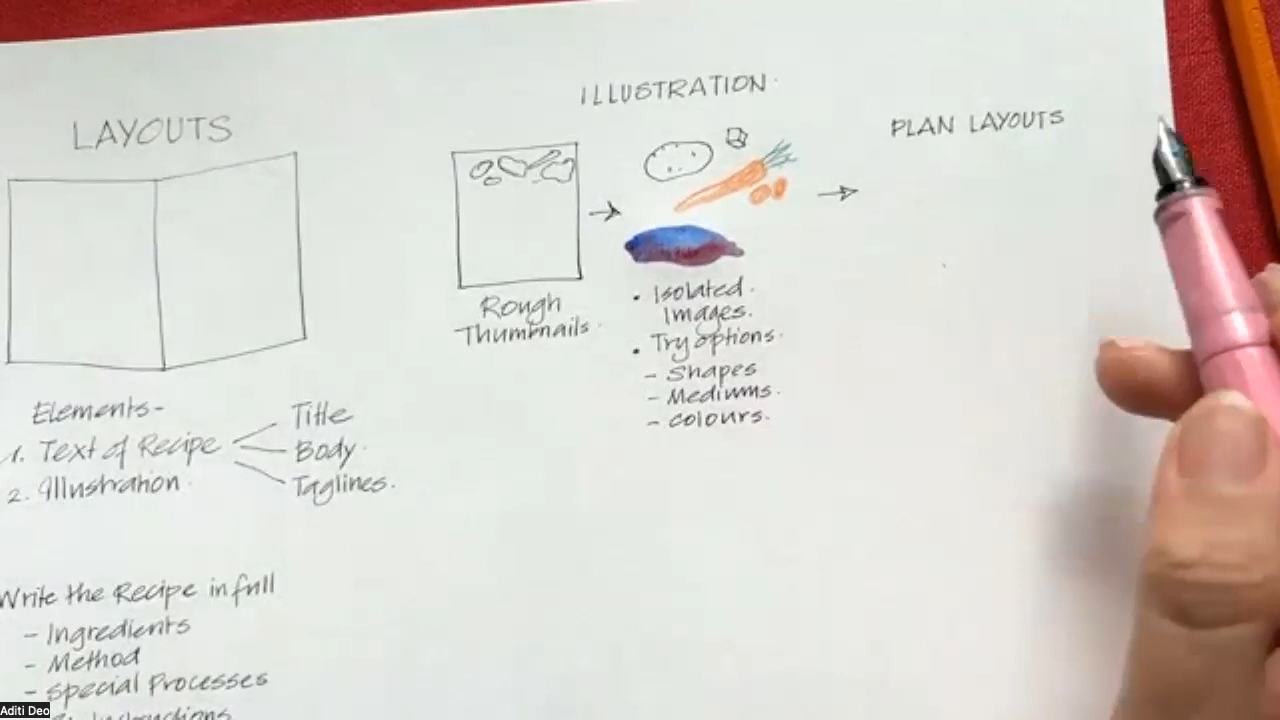 LAYOUTS
Elements-
1. Text of Recipe
Title
Body.
Taglines.
2. Illustration.
Write the Recipe in full
- Ingredients
- Method
- Special Processes
Instructions
ILLUSTRATION.
Rough
Thumbnails.
• Isolated.
Images.
• Try options.
- Shapes
- Mediums.
- colours.
PLAN LAYOUTS
Aditi Deo